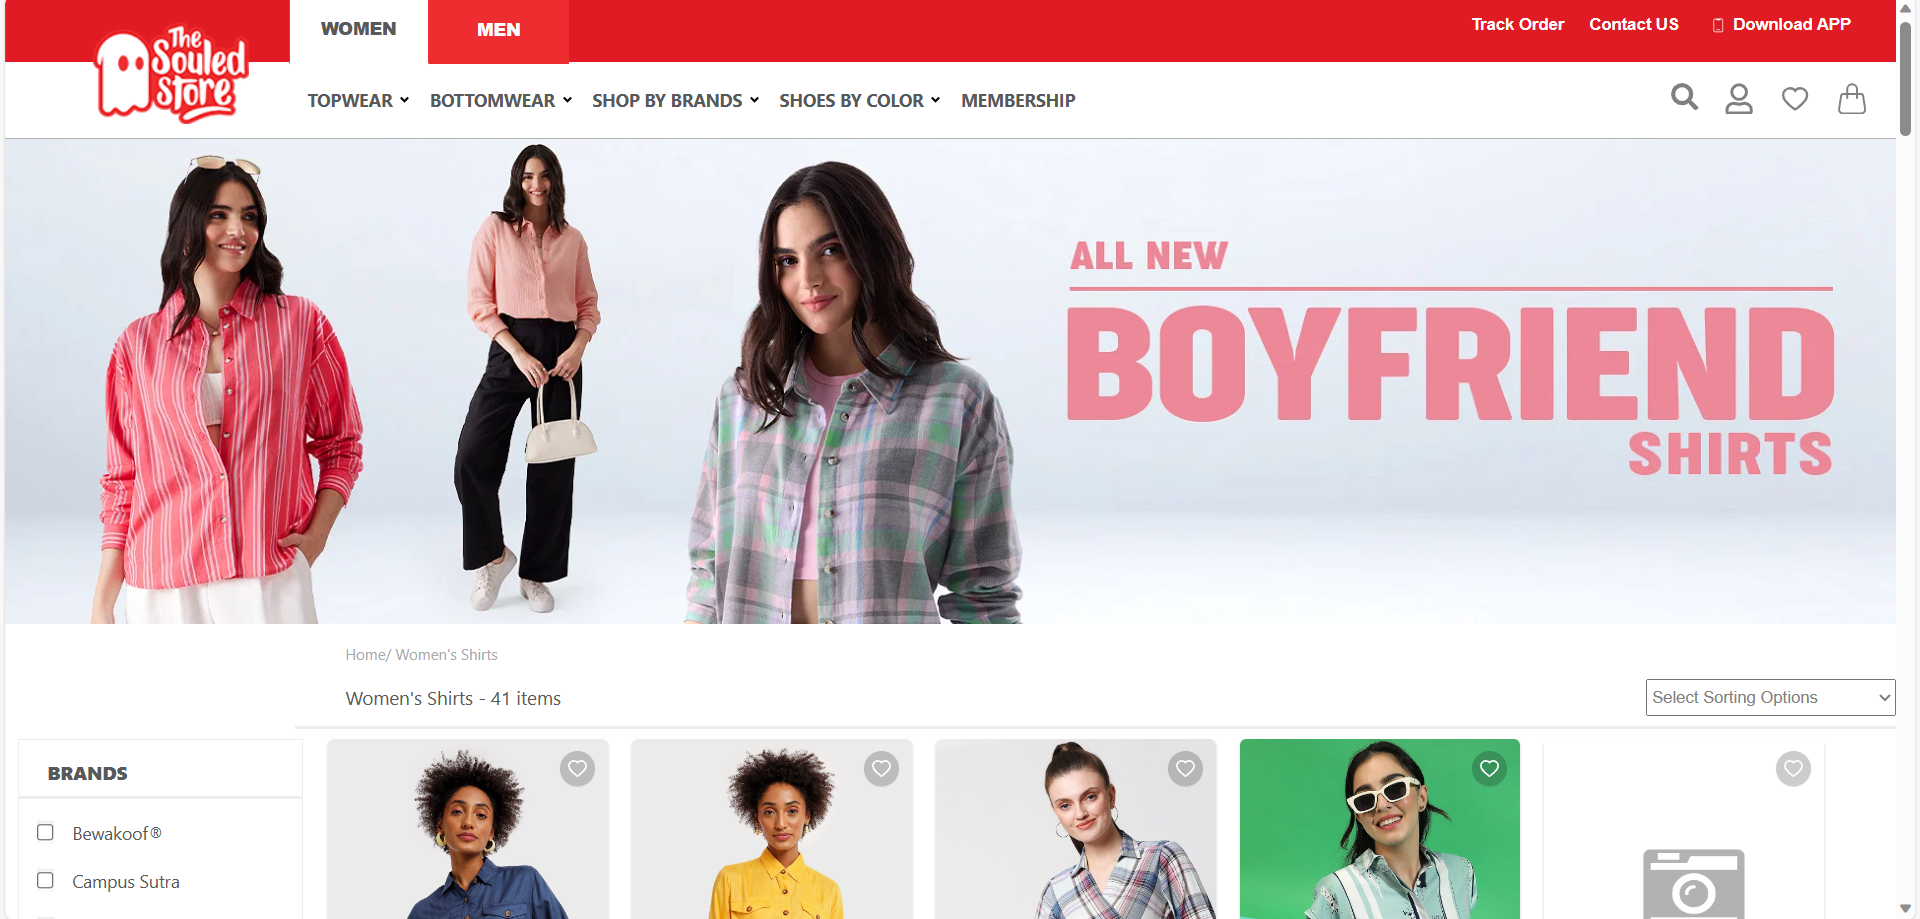 WOMEN
MEN
Track Order
Contact US
Download APP
The
Souled
Store
TOPWEAR
BOTTOMWEAR
SHOP BY BRANDS
SHOES BY COLOR
MEMBERSHIP
ALL NEW
BOYFRIEND
SHIRTS
Home/ Women's Shirts
Women's Shirts - 41 items
Select Sorting Options
BRANDS
Bewakoof®
Campus Sutra